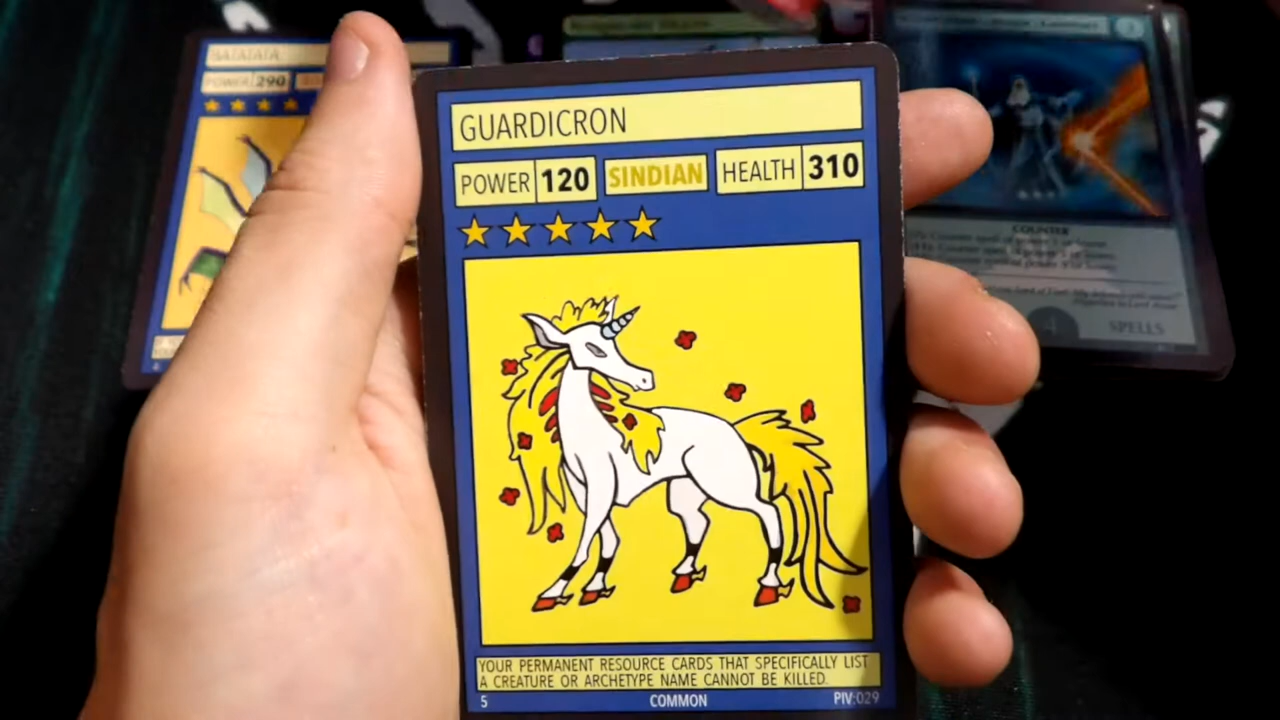 GUARDICRON
POWER 120 SINDIAN HEALTH 310
YOUR PERMANENT RESOURCE CARDS THAT SPECIFICALLY LIST
A CREATURE OR ARCHETYPE NAME CANNOT BE KILLED.
5 COMMON PIV:029
BATATATA
POWER 290
COUNTER
SPELLS